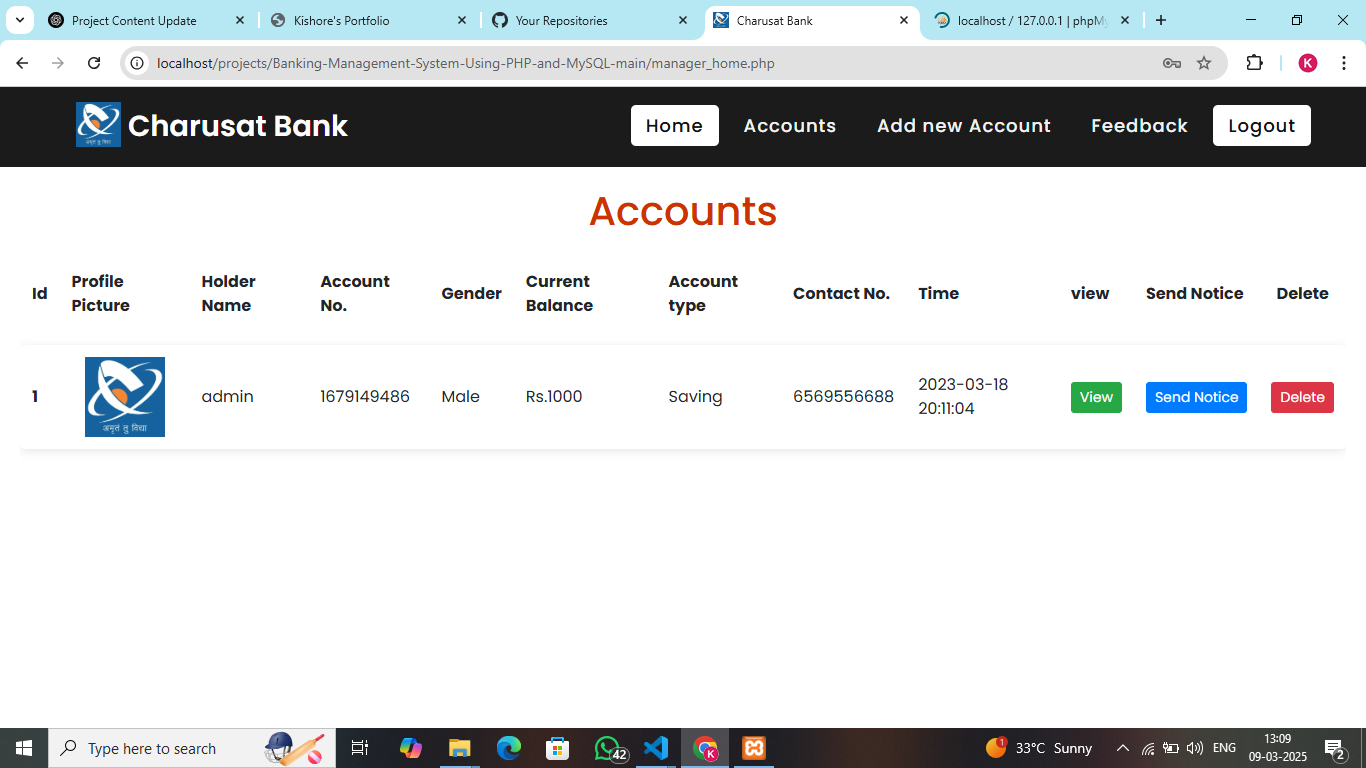 Project Content Update
Kishore's Portfolio
Your Repositories
Charusat Bank
localhost / 127.0.0.1 | phpMy
localhost/projects/Banking-Management-System-Using-PHP-and-MySQL-main/manager_home.php
K
Charusat Bank
Home
Accounts
Add new Account
Feedback
Logout
Accounts
Id
Profile
Picture
Holder
Name
Account
No.
Gender
Current
Balance
Account
type
Contact No.
Time
view
Send Notice
Delete
1
अमृतं तु विद्या
admin
1679149486
Male
Rs.1000
Saving
6569556688
2023-03-18
20:11:04
View
Send Notice
Delete
Type here to search
42
K
1
33°C Sunny
ENG
13:09
09-03-2025
2